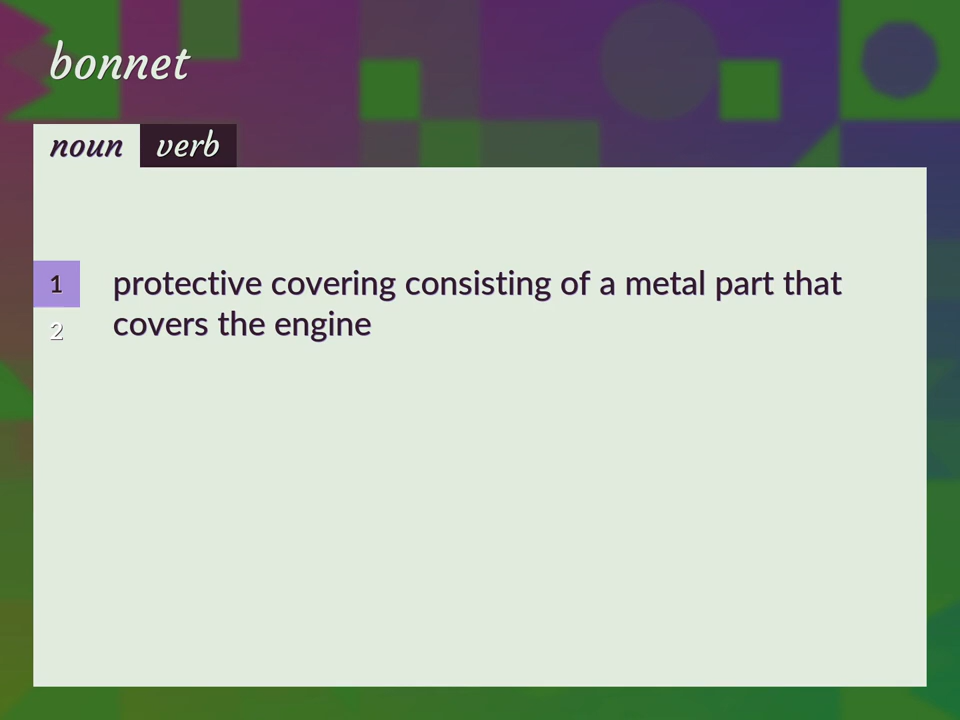 bonnet
noun verb
1 protective covering consisting of a metal part that
2 covers the engine